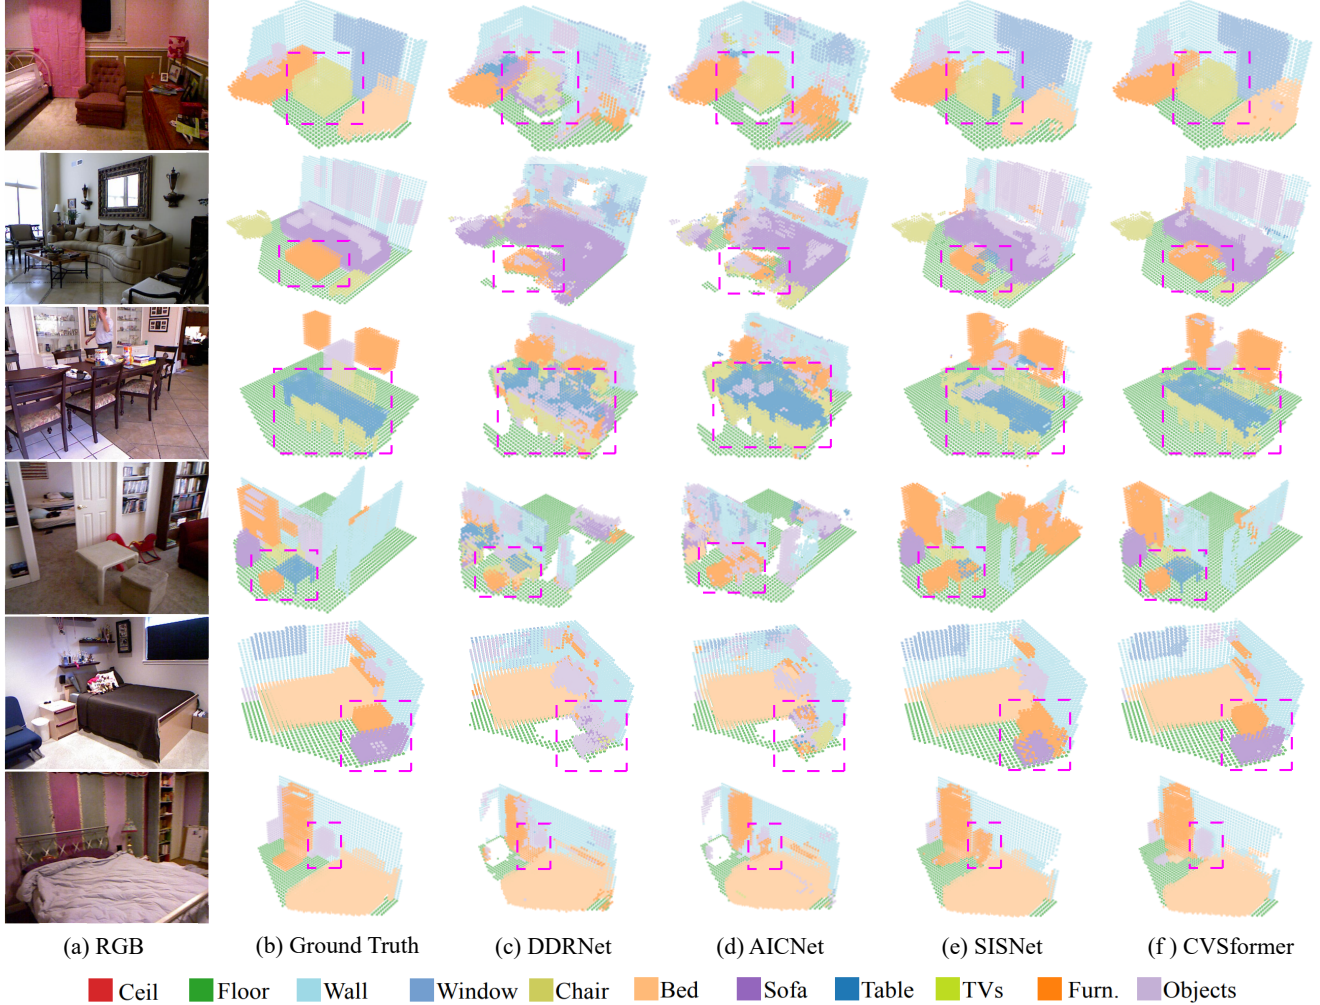 (a) RGB (b) Ground Truth (c) DDRNet (d) AICNet (e) SISNet (f) CVSformer
Ceil Floor Wall Window Chair Bed Sofa Table TVs Furn. Objects